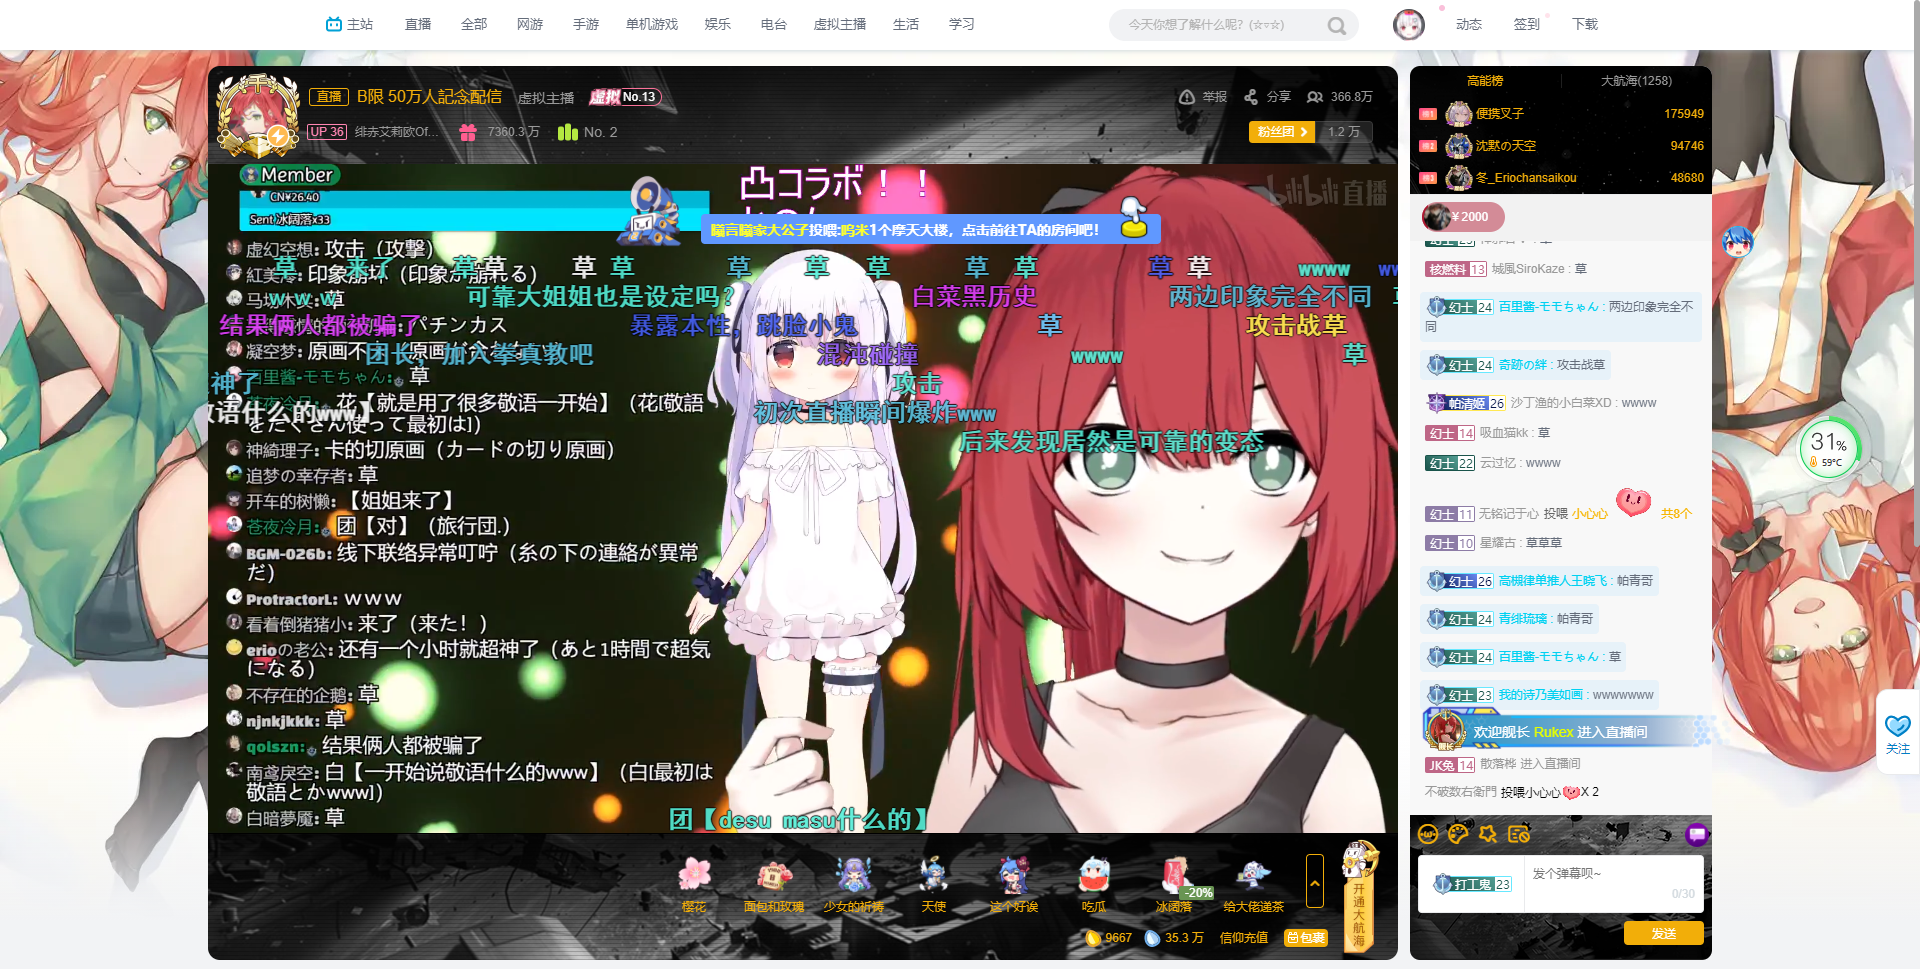 主站 直播 全部 网游 手游 单机游戏 娱乐 电台 虚拟主播 生活 学习
今天你想了解什么呢？(☆▿☆)
动态 签到 下载
直播 B限 50万人記念配信 虚拟主播 虚拟 No.13
举报 分享 366.8万
UP 36 绯赤艾莉欧Of... 7360.3 万 No. 2
粉丝团 1.2 万
Member
CN¥26.40
Sent 冰阔落x33
凸コラボ！！
bilibili 直播
噬言噬家大公子投喂:呜米1个摩天大楼，点击前往TA的房间吧！
虚幻空想: 攻击（攻撃）
草 来了 草 草 草 草 草 草 草 草 草 草 草 wwww
可靠大姐姐也是设定吗?
白菜黑历史
两边印象完全不同
www 草
结果俩人都被骗了
パチンカス
暴露本性，跳脸小鬼
草
攻击战草
凝空梦:
团长，加入拳真教吧
混沌碰撞
wwww
草
百里酱-モモちゃん: 草
神了
攻击
花【就是用了很多敬语一开始】（花[敬語
をたくさん使って最初は]）
敬语什么的www】
初次直播瞬间爆炸www
后来发现居然是可靠的变态
神綺理子: 卡的切原画（カードの切り原画）
追梦の幸存者: 草
开车的树懒:【姐姐来了】
苍夜冷月: 团【对】（旅行団.）
BGM-026b: 线下联络异常叮咛（糸の下の連絡が異常
だ）
ProtractorL: ｗｗｗ
看着倒猪猪小: 来了（来た！）
erioの老公: 还有一个小时就超神了（あと1時間で超気
になる）
不存在的企鹅: 草
njnkjkkk: 草
qolszn: 结果俩人都被骗了
南鸢戾空: 白【一开始说敬语什么的www】（白[最初は
敬語とかwww]）
白暗夢魇: 草
团【desu masu什么的】
樱花 面包和玫瑰 少女的祈祷 天使 这个好诶 吃瓜 冰阔落 给大佬递茶
-20%
开通大航海
9667 35.3 万 信仰充值 包裹
高能榜 大航海(1258)
榜1 便携叉子 175949
榜2 沈默の天空 94746
榜3 冬_Eriochansaikou 48680
¥2000
核燃料 13 城風SiroKaze : 草
幻士 24 百里酱-モモちゃん : 两边印象完全不
同
幻士 24 奇跡の絆 : 攻击战草
帕清姬 26 沙丁渔的小白菜XD : wwww
幻士 14 吸血猫kk : 草
幻士 22 云过忆 : wwww
幻士 11 无铭记于心 投喂 小心心 共8个
幻士 10 星耀古 : 草草草
幻士 26 高槻律单推人王晓飞 : 帕青哥
幻士 24 青绯琉璃 : 帕青哥
幻士 24 百里酱-モモちゃん : 草
幻士 23 我的诗乃美如画 : wwwwwww
舰长 欢迎舰长 Rukex 进入直播间
JK兔 14 散落桦 进入直播间
不破数右衛門 投喂小心心 X 2
打工鬼 23 发个弹幕呗~
0/30
发送
31%
59°C
关注